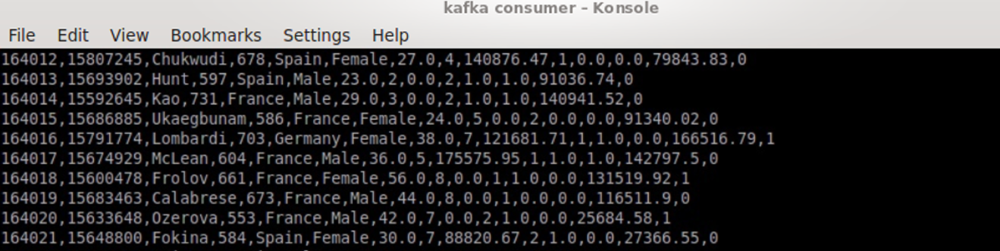 kafka consumer – Konsole
File Edit View Bookmarks Settings Help
164012,15807245,Chukwudi,678,Spain,Female,27.0,4,140876.47,1,0.0,0.0,79843.83,0
164013,15693902,Hunt,597,Spain,Male,23.0,2,0.0,2,1.0,1.0,91036.74,0
164014,15592645,Kao,731,France,Male,29.0,3,0.0,2,1.0,1.0,140941.52,0
164015,15686885,Ukaegbunam,586,France,Female,24.0,5,0.0,2,0.0,0.0,91340.02,0
164016,15791774,Lombardi,703,Germany,Female,38.0,7,121681.71,1,1.0,0.0,166516.79,1
164017,15674929,McLean,604,France,Male,36.0,5,175575.95,1,1.0,1.0,142797.5,0
164018,15600478,Frolov,661,France,Female,56.0,8,0.0,1,1.0,0.0,131519.92,1
164019,15683463,Calabrese,673,France,Male,44.0,8,0.0,1,0.0,0.0,116511.9,0
164020,15633648,Ozerova,553,France,Male,42.0,7,0.0,2,1.0,0.0,25684.58,1
164021,15648800,Fokina,584,Spain,Female,30.0,7,88820.67,2,1.0,0.0,27366.55,0